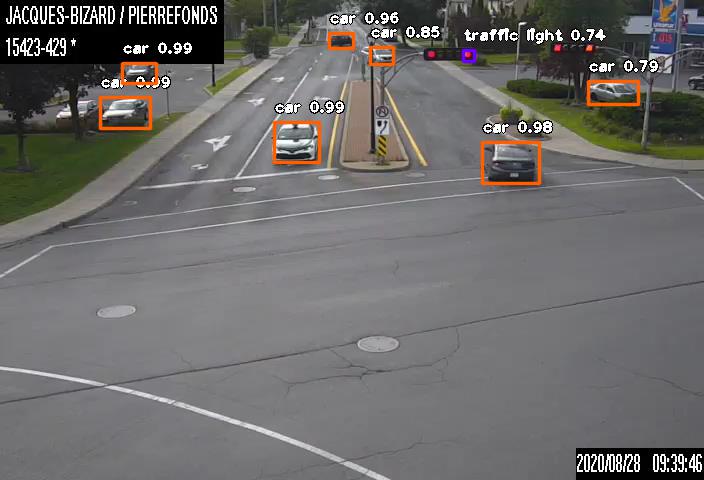 JACQUES-BIZARD / PIERREFONDS
15423-429 *
car 0.96
car 0.85
traffic light 0.74
car 0.99
car 0.79
car 0.99
car 0.99
car 0.98
2020/08/28 09:39:46